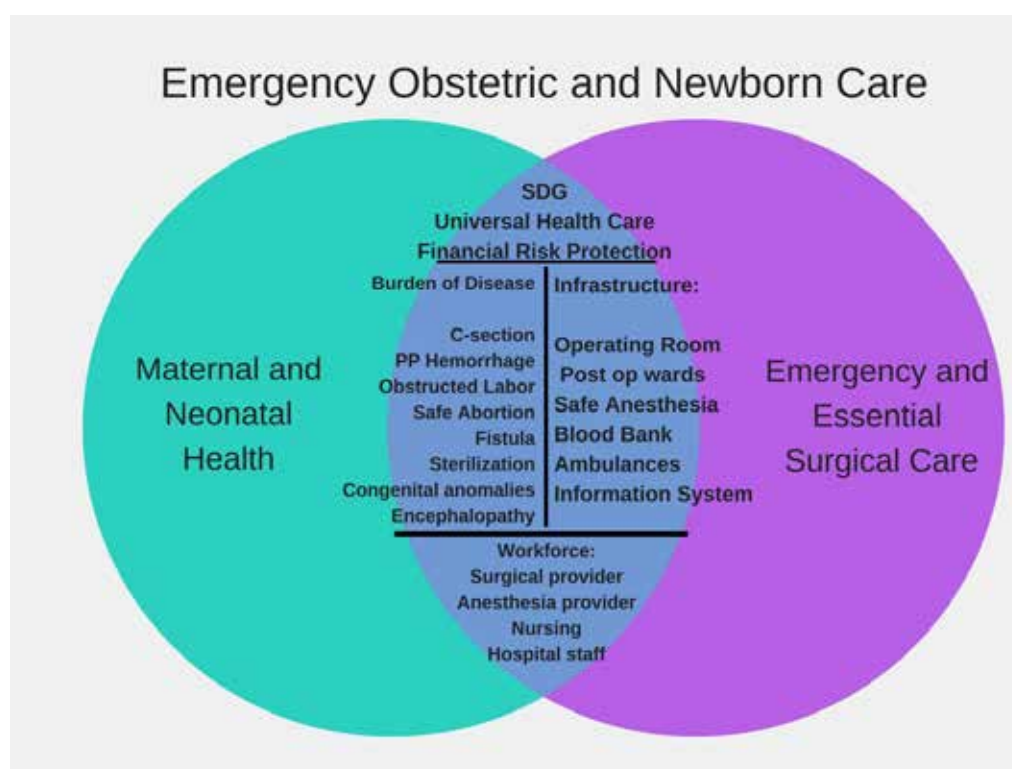 Emergency Obstetric and Newborn Care
SDG
Universal Health Care
Financial Risk Protection
Burden of Disease
C-section
PP Hemorrhage
Obstructed Labor
Safe Abortion
Fistula
Sterilization
Congenital anomalies
Encephalopathy
Infrastructure:
Operating Room
Post op wards
Safe Anesthesia
Blood Bank
Ambulances
Information System
Workforce:
Surgical provider
Anesthesia provider
Nursing
Hospital staff
Maternal and
Neonatal
Health
Emergency and
Essential
Surgical Care